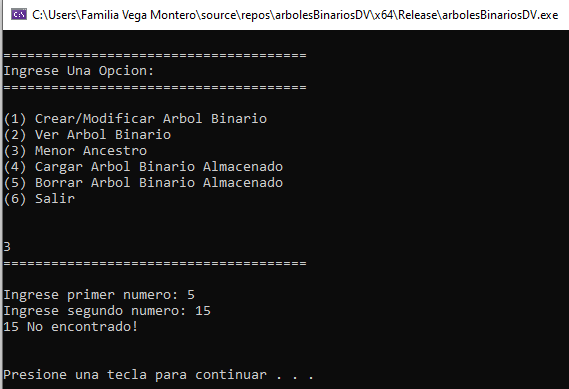 C:\Users\Familia Vega Montero\source\repos\arbolesBinariosDV\x64\Release\arbolesBinariosDV.exe
======================================
Ingrese Una Opcion:
======================================
(1) Crear/Modificar Arbol Binario
(2) Ver Arbol Binario
(3) Menor Ancestro
(4) Cargar Arbol Binario Almacenado
(5) Borrar Arbol Binario Almacenado
(6) Salir
3
======================================
Ingrese primer numero: 5
Ingrese segundo numero: 15
15 No encontrado!
Presione una tecla para continuar . . .